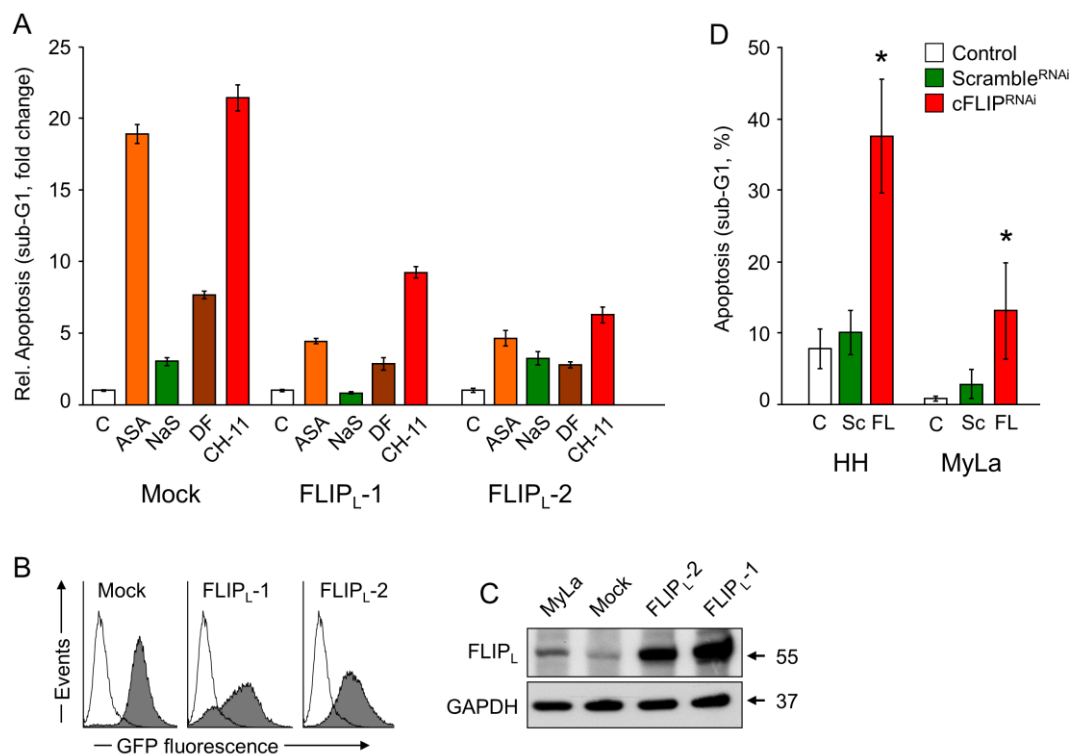 A
Rel. Apoptosis (sub-G1, fold change)
25
20
15
10
5
0
C ASA NaS DF CH-11 C ASA NaS DF CH-11 C ASA NaS DF CH-11
Mock FLIPL-1 FLIPL-2
D
Control
ScrambleRNAi
cFLIPRNAi
Apoptosis (sub-G1, %)
50
40
30
20
10
0
* *
C Sc FL C Sc FL
HH MyLa
B
Events
Mock FLIPL-1 FLIPL-2
GFP fluorescence
C
MyLa Mock FLIPL-2 FLIPL-1
FLIPL 55
GAPDH 37